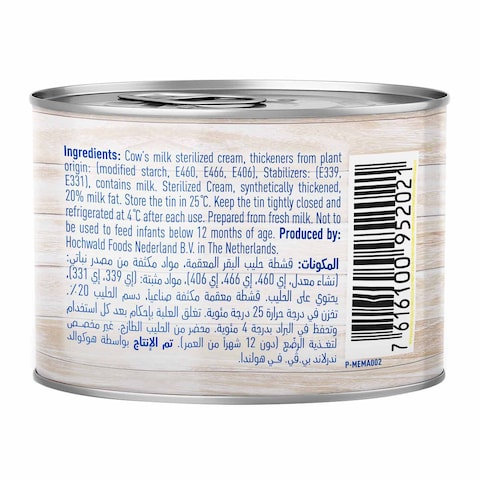 Ingredients: Cow's milk sterilized cream, thickeners from plant
origin: (modified starch, E460, E466, E406), Stabilizers: (E339,
E331), contains milk. Sterilized Cream, synthetically thickened,
20% milk fat. Store the tin in 25℃. Keep the tin tightly closed and
refrigerated at 4℃ after each use. Prepared from fresh milk. Not to
be used to feed infants below 12 months of age. Produced by:
Hochwald Foods Nederland B.V. in The Netherlands.
المكونات: قشطة حليب البقر المعقمة، مواد مكثفة من مصدر نباتي:
(إنشاء معدل، إي 460، إي 466، إي 406)، مواد مثبتة: (إي 339، إي 331)
يحتوي على الحليب. قشطة معقمة مكثفة صناعيا، دسم الحليب 20٪.
تخزن في درجة حرارة 25 درجة مئوية. تغلق العلبة بإحكام بعد كل استخدام
وتحفظ في البراد بدرجة 4 مئوية. محضر من الحليب الطازج. غير مخصص
لتغذية الرضع (دون 12 شهرا من العمر). تم الإنتاج بواسطة هوكوالد
ندرلاند بي.في. في هولندا.
7 616100 952021
P-MEMA002